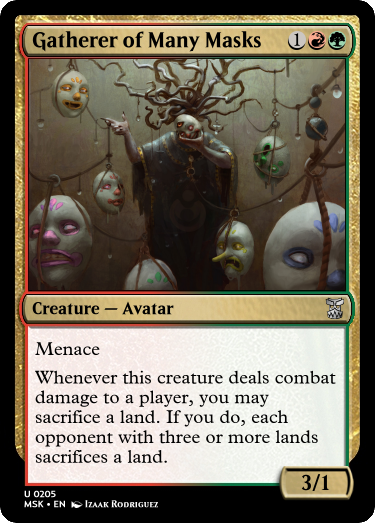 Gatherer of Many Masks 1
Creature — Avatar
Menace
Whenever this creature deals combat
damage to a player, you may
sacrifice a land. If you do, each
opponent with three or more lands
sacrifices a land.
3/1
U 0205
MSK • EN Izaak Rodriguez